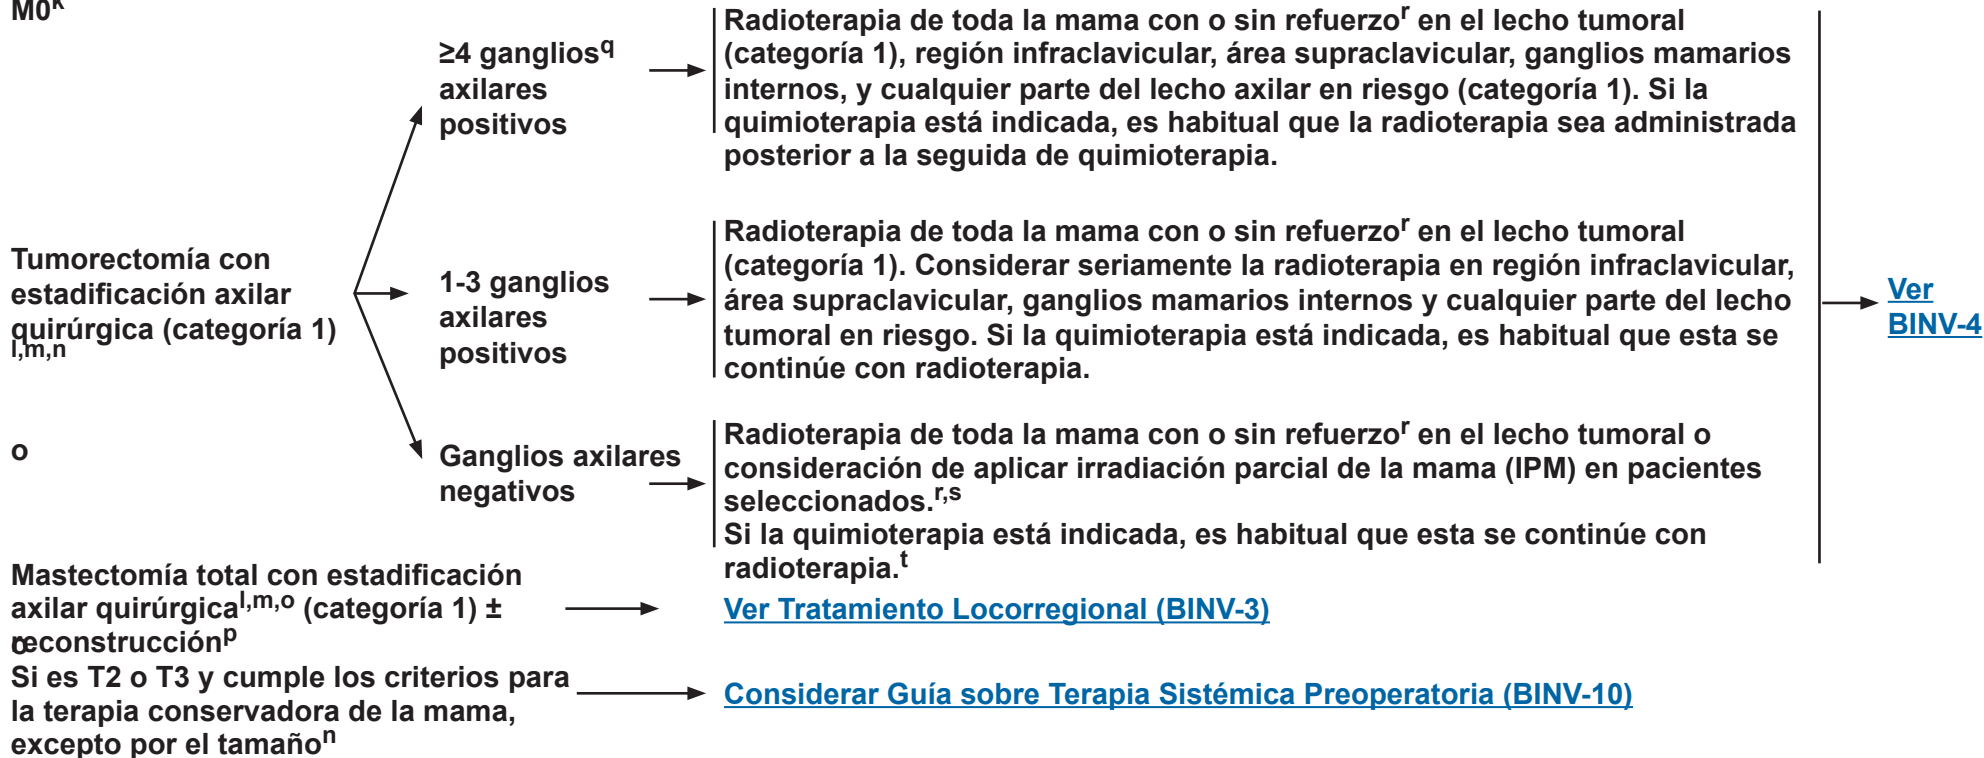 M0k
≥4 gangliosq
axilares
positivos
Radioterapia de toda la mama con o sin refuerzor en el lecho tumoral
(categoría 1), región infraclavicular, área supraclavicular, ganglios mamarios
internos, y cualquier parte del lecho axilar en riesgo (categoría 1). Si la
quimioterapia está indicada, es habitual que la radioterapia sea administrada
posterior a la seguida de quimioterapia.
Tumorectomía con
estadificación axilar
quirúrgica (categoría 1)
l,m,n
1-3 ganglios
axilares
positivos
Radioterapia de toda la mama con o sin refuerzor en el lecho tumoral
(categoría 1). Considerar seriamente la radioterapia en región infraclavicular,
área supraclavicular, ganglios mamarios internos y cualquier parte del lecho
tumoral en riesgo. Si la quimioterapia está indicada, es habitual que esta se
continúe con radioterapia.
Ver
BINV-4
o
Ganglios axilares
negativos
Radioterapia de toda la mama con o sin refuerzor en el lecho tumoral o
consideración de aplicar irradiación parcial de la mama (IPM) en pacientes
seleccionados.r,s
Si la quimioterapia está indicada, es habitual que esta se continúe con
radioterapia.t
Mastectomía total con estadificación
axilar quirúrgical,m,o (categoría 1) ±
reconstrucciónp
Ver Tratamiento Locorregional (BINV-3)
o
Si es T2 o T3 y cumple los criterios para
la terapia conservadora de la mama,
excepto por el tamañon
Considerar Guía sobre Terapia Sistémica Preoperatoria (BINV-10)